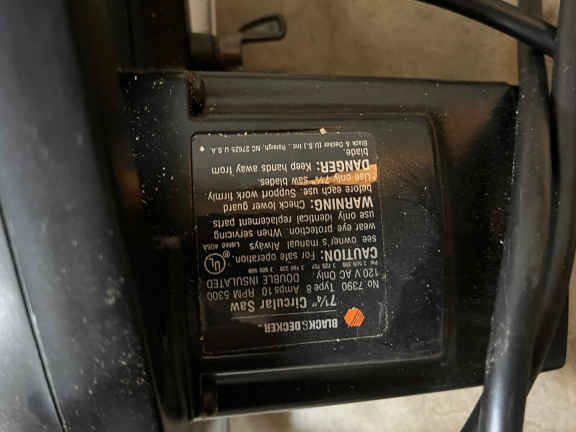 BLACK&DECKER
7¼" Circular Saw
No. 7390 Type 8 Amps 10 RPM 5300
120 V AC Only DOUBLE INSULATED
CAUTION: For safe operation,
see owner's manual. Always
wear eye protection. When servicing
use only identical replacement parts
WARNING: Check lower guard
before each use. Support work firmly.
Use only 7¼" saw blades.
DANGER: Keep hands away from
blade.
Black & Decker (U.S.) Inc., Raleigh, NC 27625 U.S.A.
UL